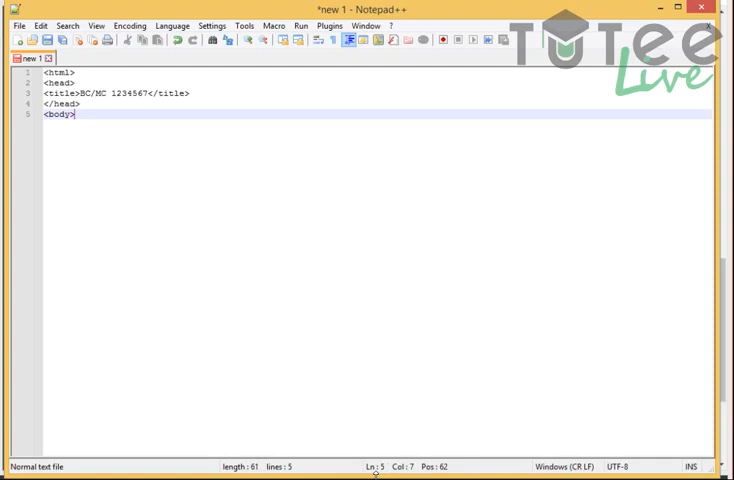 *new 1 - Notepad++
File Edit Search View Encoding Language Settings Tools Macro Run Plugins Window ? X
new 1
1 <html>
2 <head>
3 <title>BC/MC 1234567</title>
4 </head>
5 <body>
TUTee
Live
Normal text file length : 61 lines : 5 Ln : 5 Col : 7 Pos : 62 Windows (CR LF) UTF-8 INS